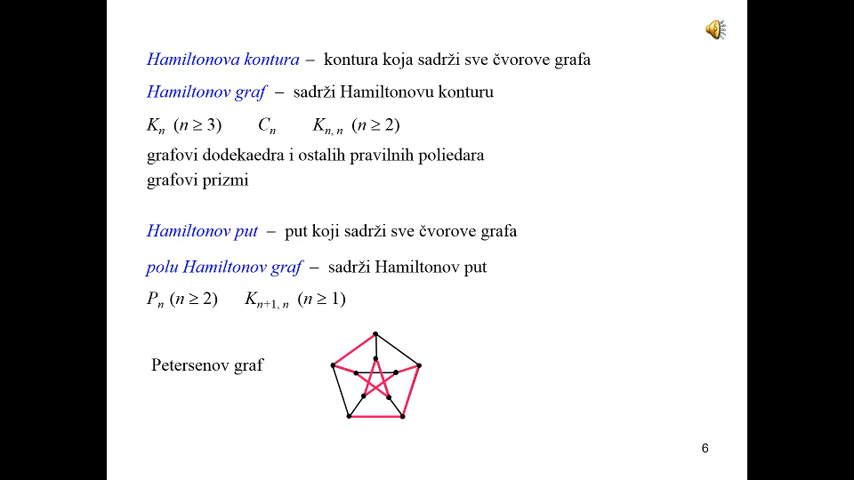 Hamiltonova kontura – kontura koja sadrži sve čvorove grafa
Hamiltonov graf – sadrži Hamiltonovu konturu
Kn (n ≥ 3) Cn Kn, n (n ≥ 2)
grafovi dodekaedra i ostalih pravilnih poliedara
grafovi prizmi
Hamiltonov put – put koji sadrži sve čvorove grafa
polu Hamiltonov graf – sadrži Hamiltonov put
Pn (n ≥ 2) Kn+1, n (n ≥ 1)
Petersenov graf
6